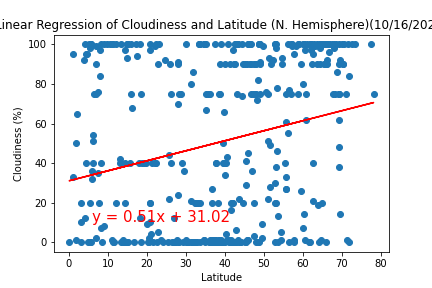 Linear Regression of Cloudiness and Latitude (N. Hemisphere)(10/16/202
Cloudiness (%)
100
80
60
40
20
0
y = 0.51x + 31.02
0 10 20 30 40 50 60 70 80
Latitude